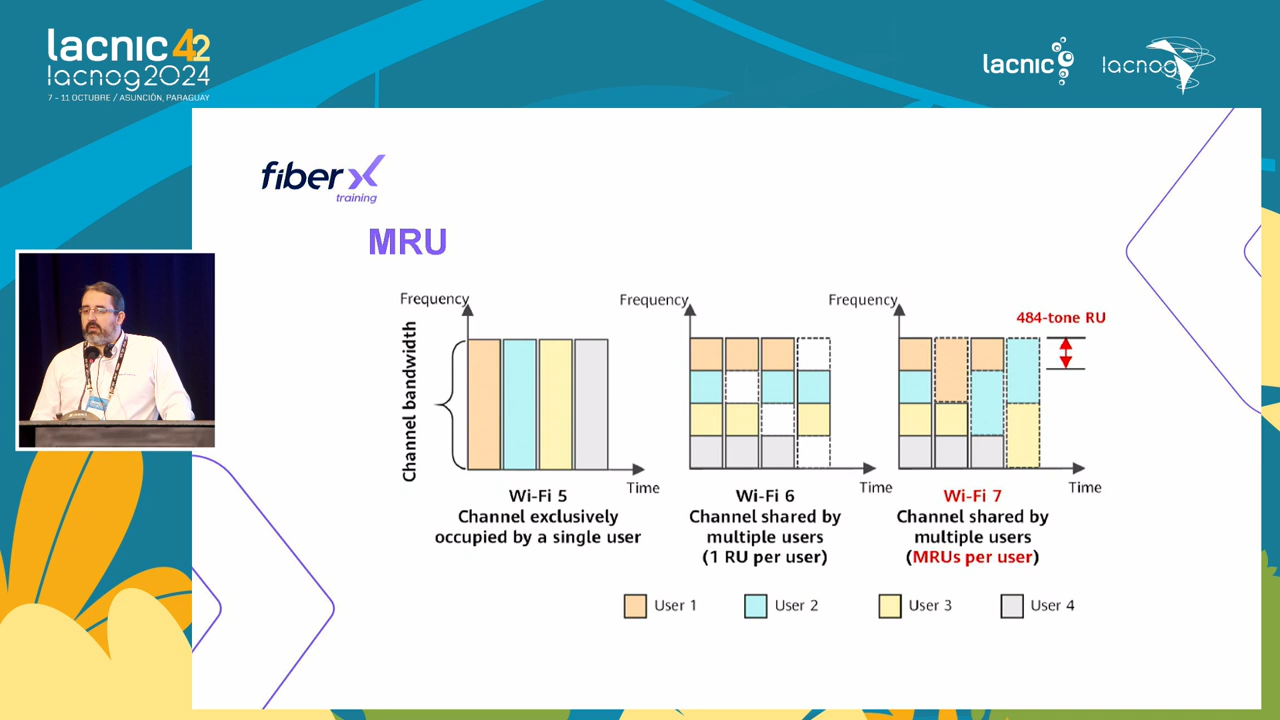 lacnic 42
lacnog2024
7 - 11 OCTUBRE / ASUNCIÓN, PARAGUAY
lacnic
lacnog
fiber x
training
MRU
Frequency
Channel bandwidth
Time
Wi-Fi 5
Channel exclusively
occupied by a single user
Frequency
Time
Wi-Fi 6
Channel shared by
multiple users
(1 RU per user)
Frequency
484-tone RU
Time
Wi-Fi 7
Channel shared by
multiple users
(MRUs per user)
User 1
User 2
User 3
User 4